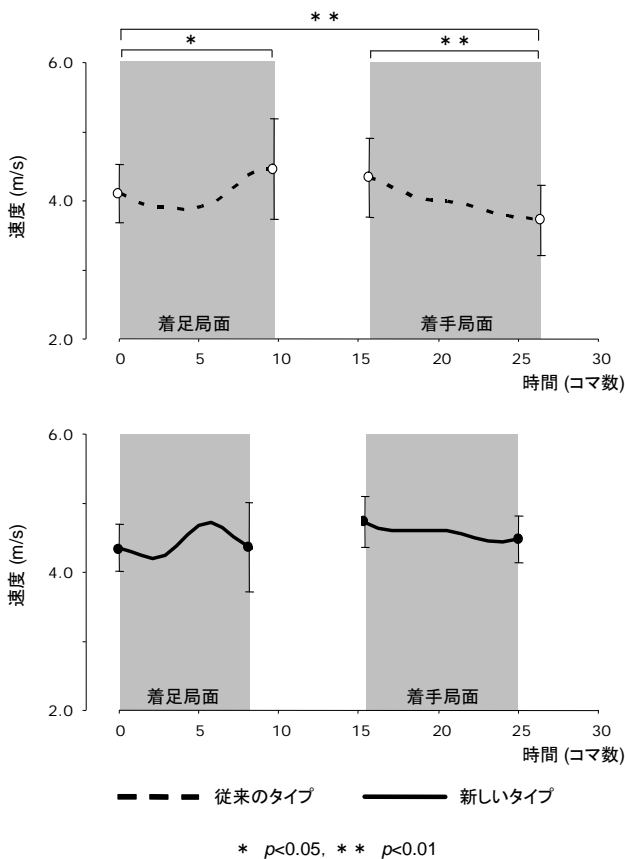 ＊＊
＊ ＊＊
6.0
4.0
2.0
速度 (m/s)
着足局面 着手局面
0 5 10 15 20 25 30
時間 (コマ数)
6.0
4.0
2.0
速度 (m/s)
着足局面 着手局面
0 5 10 15 20 25 30
時間 (コマ数)
従来のタイプ 新しいタイプ
＊ p<0.05, ＊＊ p<0.01